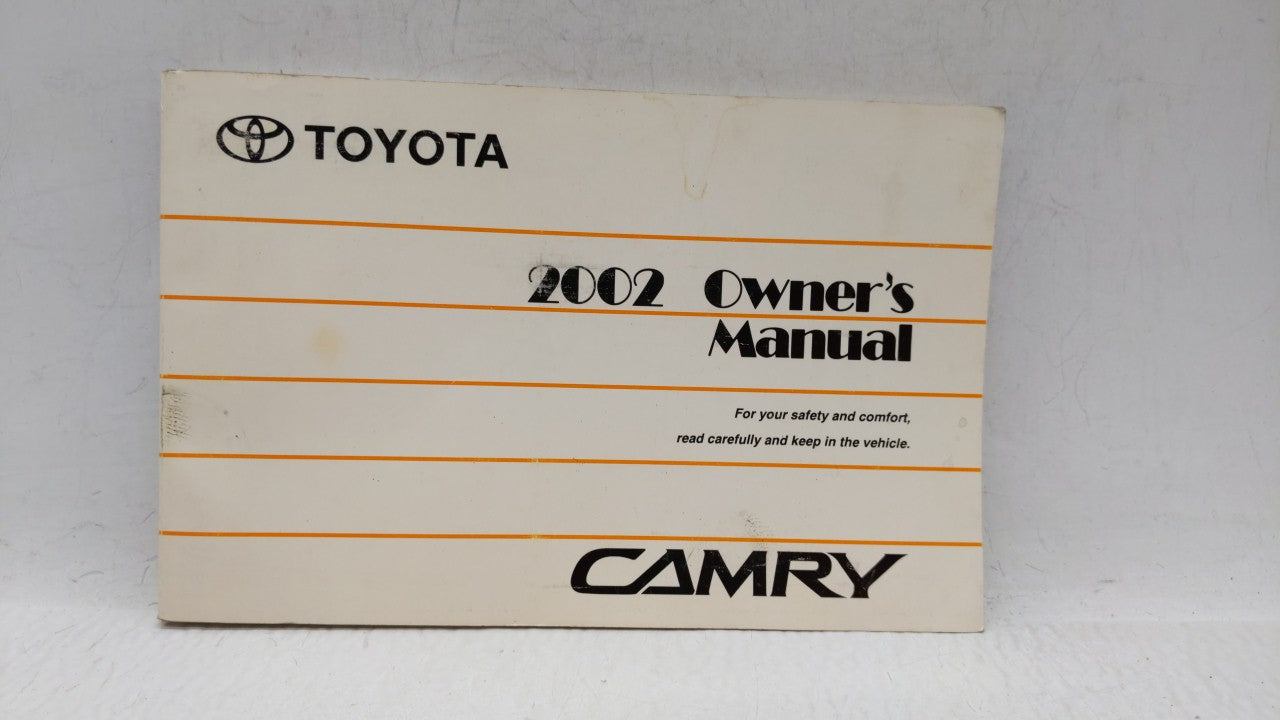 TOYOTA
2002 Owner's
Manual
For your safety and comfort,
read carefully and keep in the vehicle.
CAMRY